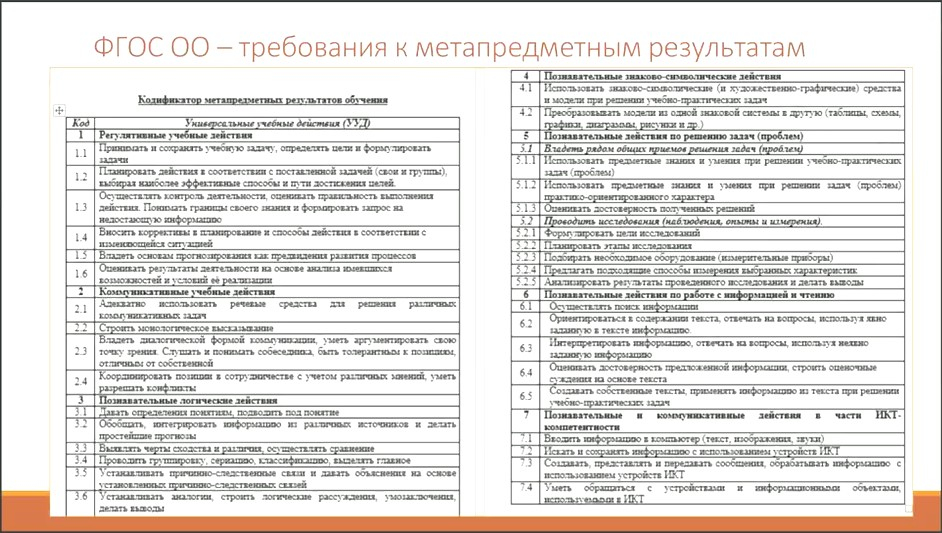 ФГОС ОО – требования к метапредметным результатам
Кодификатор метапредметных результатов обучения
Код Универсальные учебные действия (УУД)
1 Регулятивные учебные действия
1.1 Принимать и сохранять учебную задачу, определять цели и формулировать
задачи
1.2 Планировать действия в соответствии с поставленной задачей (свои и группы),
выбирая наиболее эффективные способы и пути достижения целей.
1.3 Осуществлять контроль деятельности, оценивать правильность выполнения
действия. Понимать границы своего знания и формировать запрос на
недостающую информацию
1.4 Вносить коррективы в планирование и способы действия в соответствии с
изменяющейся ситуацией
1.5 Владеть основам прогнозирования как предвидения развития процессов
1.6 Оценивать результаты деятельности на основе анализа имевшихся
возможностей и условий её реализации
2 Коммуникативные учебные действия
2.1 Адекватно использовать речевые средства для решения различных
коммуникативных задач
2.2 Строить монологическое высказывание
2.3 Владеть диалогической формой коммуникации, уметь аргументировать свою
точку зрения. Слушать и понимать собеседника, быть толерантным к позициям,
отличным от собственной
2.4 Координировать позиции в сотрудничестве с учетом различных мнений, уметь
разрешать конфликты
3 Познавательные логические действия
3.1 Давать определения понятиям, подводить под понятие
3.2 Обобщать, интегрировать информацию из различных источников и делать
простейшие прогнозы
3.3 Выявлять черты сходства и различия, осуществлять сравнение
3.4 Проводить группировку, сериацию, классификацию, выделять главное
3.5 Устанавливать причинно-следственные связи и давать объяснения на основе
установленных причинно-следственных связей
3.6 Устанавливать аналогии, строить логические рассуждения, умозаключения,
делать выводы
4 Познавательные знаково-символические действия
4.1 Использовать знаково-символические (и художественно-графические) средства
и модели при решении учебно-практических задач
4.2 Преобразовывать модели из одной знаковой системы в другую (таблицы, схемы,
графики, диаграммы, рисунки и др.)
5 Познавательные действия по решению задач (проблем)
5.1 Владеть рядом общих приемов решения задач (проблем)
5.1.1 Использовать предметные знания и умения при решении учебно-практических
задач (проблем)
5.1.2 Использовать предметные знания и умения при решении задач (проблем)
практико-ориентированного характера
5.1.3 Оценивать достоверность полученных решений
5.2 Проводить исследования (наблюдения, опыты и измерения).
5.2.1 Формулировать цели исследований
5.2.2 Планировать этапы исследования
5.2.3 Подбирать необходимое оборудование (измерительные приборы)
5.2.4 Предлагать подходящие способы измерения выбранных характеристик
5.2.5 Анализировать результаты проведенного исследования и делать выводы
6 Познавательные действия по работе с информацией и чтению
6.1 Осуществлять поиск информации
6.2 Ориентироваться в содержании текста, отвечать на вопросы, используя явно
заданную в тексте информацию.
6.3 Интерпретировать информацию, отвечать на вопросы, используя неявно
заданную информацию
6.4 Оценивать достоверность предложенной информации, строить оценочные
суждения на основе текста
6.5 Создавать собственные тексты, применять информацию из текста при решении
учебно-практических задач
7 Познавательные и коммуникативные действия в части ИКТ-
компетентности
7.1 Вводить информацию в компьютер (текст, изображения, звуки)
7.2 Искать и сохранять информацию с использованием устройств ИКТ
7.3 Создавать, представлять и передавать сообщения, обрабатывать информацию с
использованием устройств ИКТ
7.4 Уметь обращаться с устройствами и информационными объектами,
используемыми в ИКТ